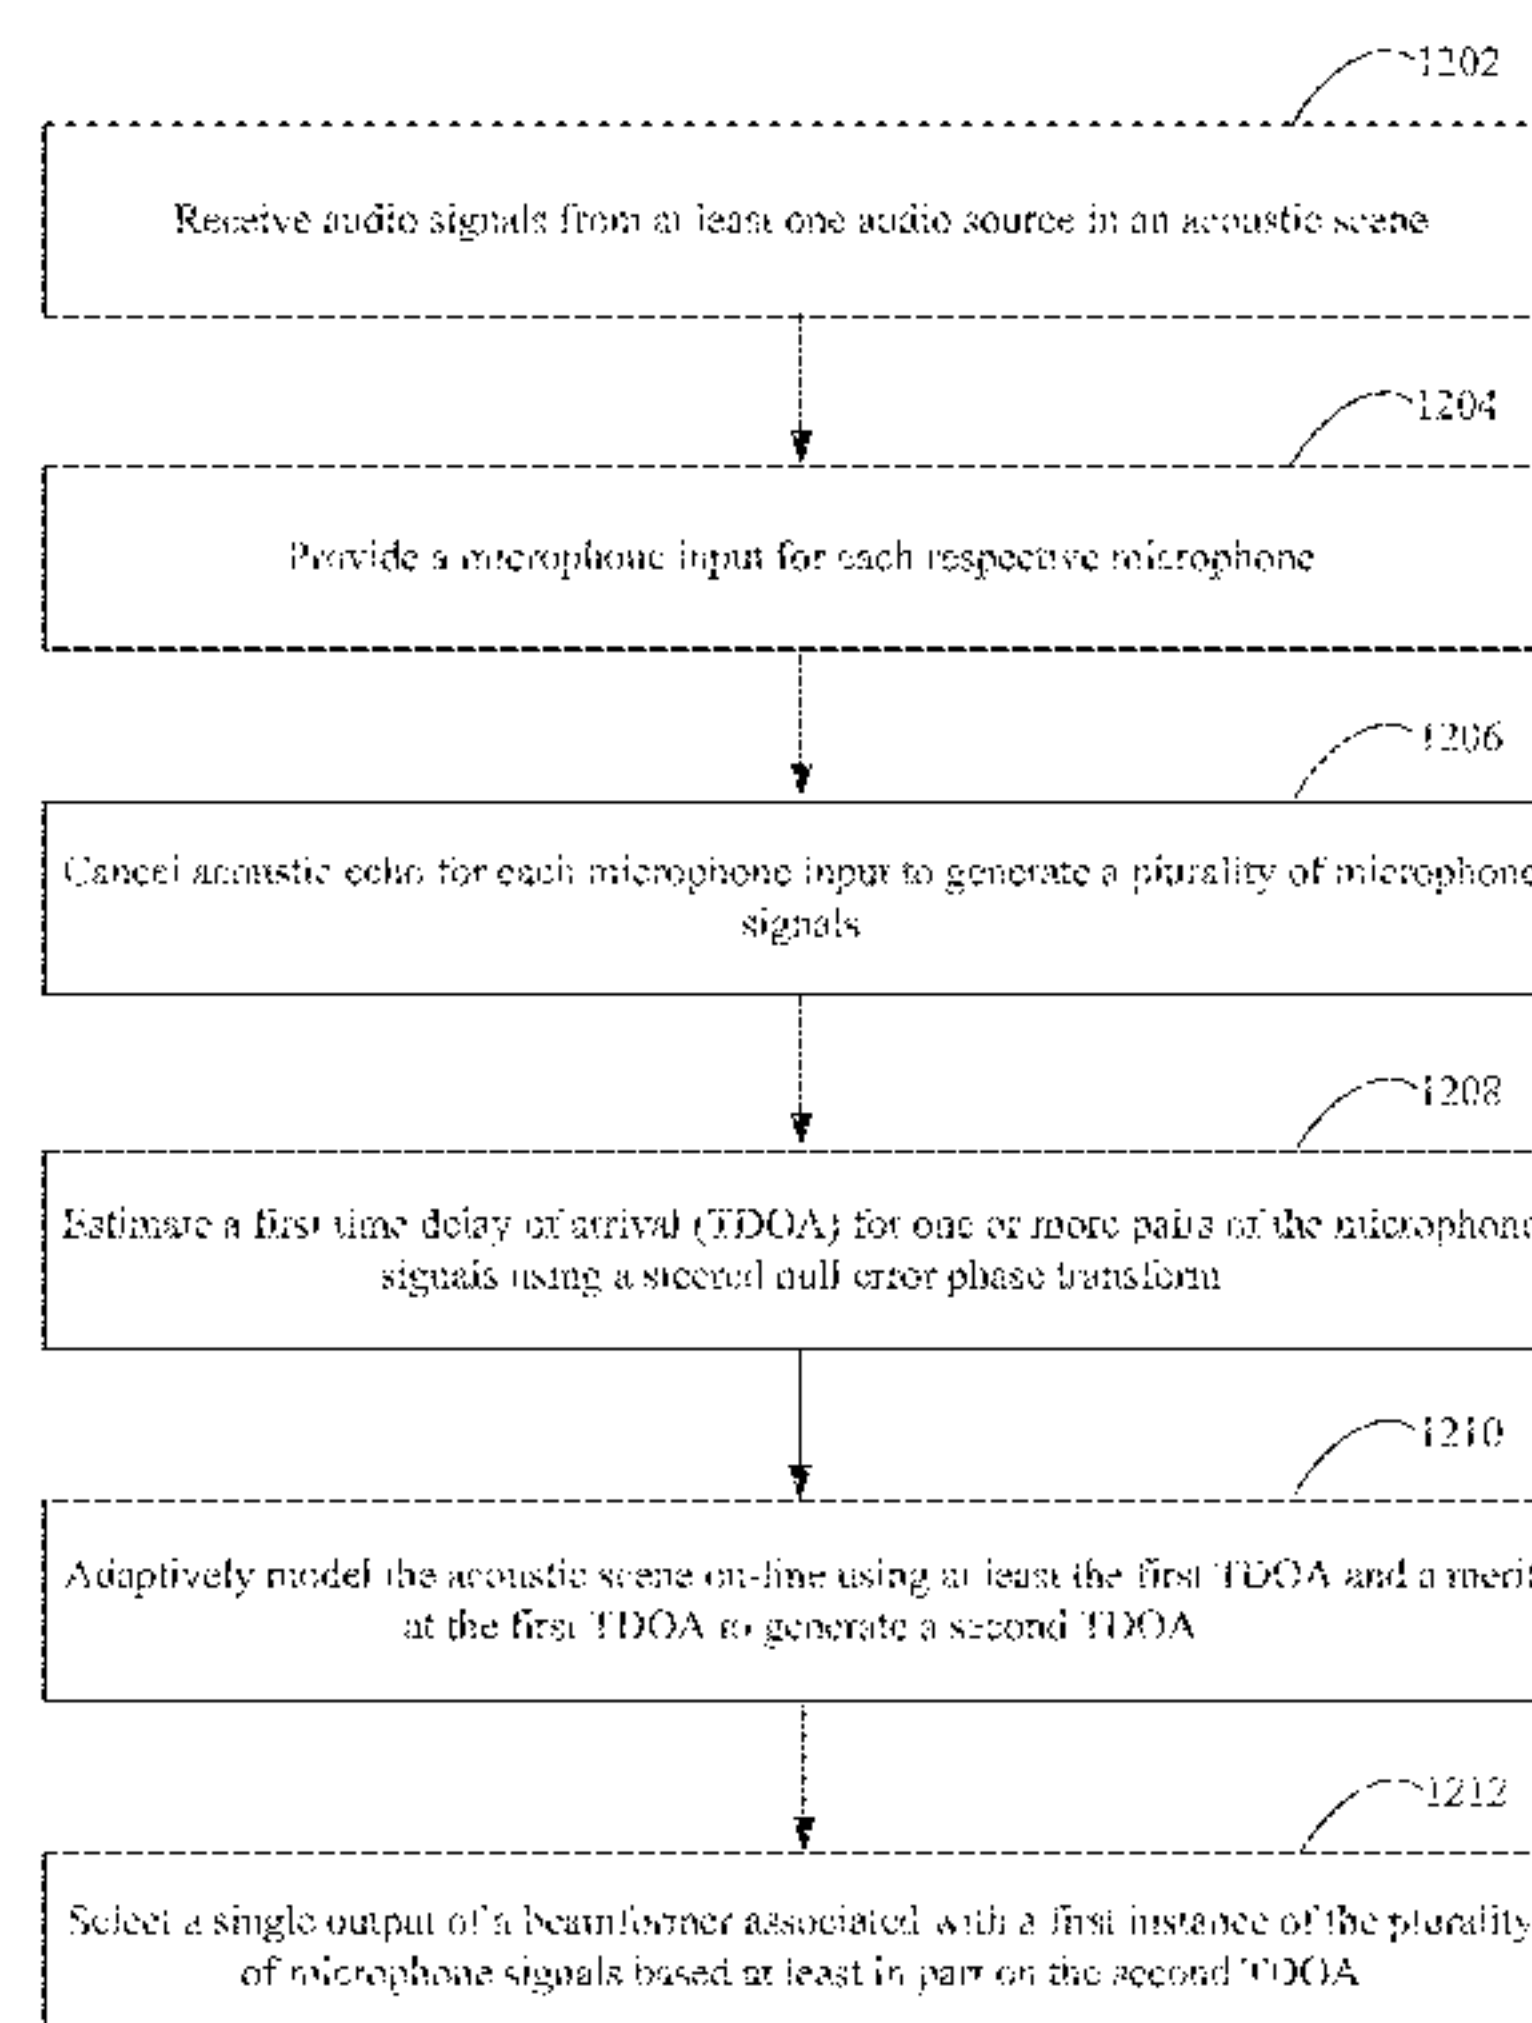 1202
Receive audio signals from at least one audio source in an acoustic scene
1204
Provide a microphone input for each respective microphone
1206
Cancel acoustic echo for each microphone input to generate a plurality of microphone
signals
1208
Estimate a first time delay of arrival (TDOA) for one or more pairs of the microphone
signals using a steered null error phase transform
1210
Adaptively model the acoustic scene on-line using at least the first TDOA and a merit
at the first TDOA to generate a second TDOA
1212
Select a single output of a beamformer associated with a first instance of the plurality
of microphone signals based at least in part on the second TDOA